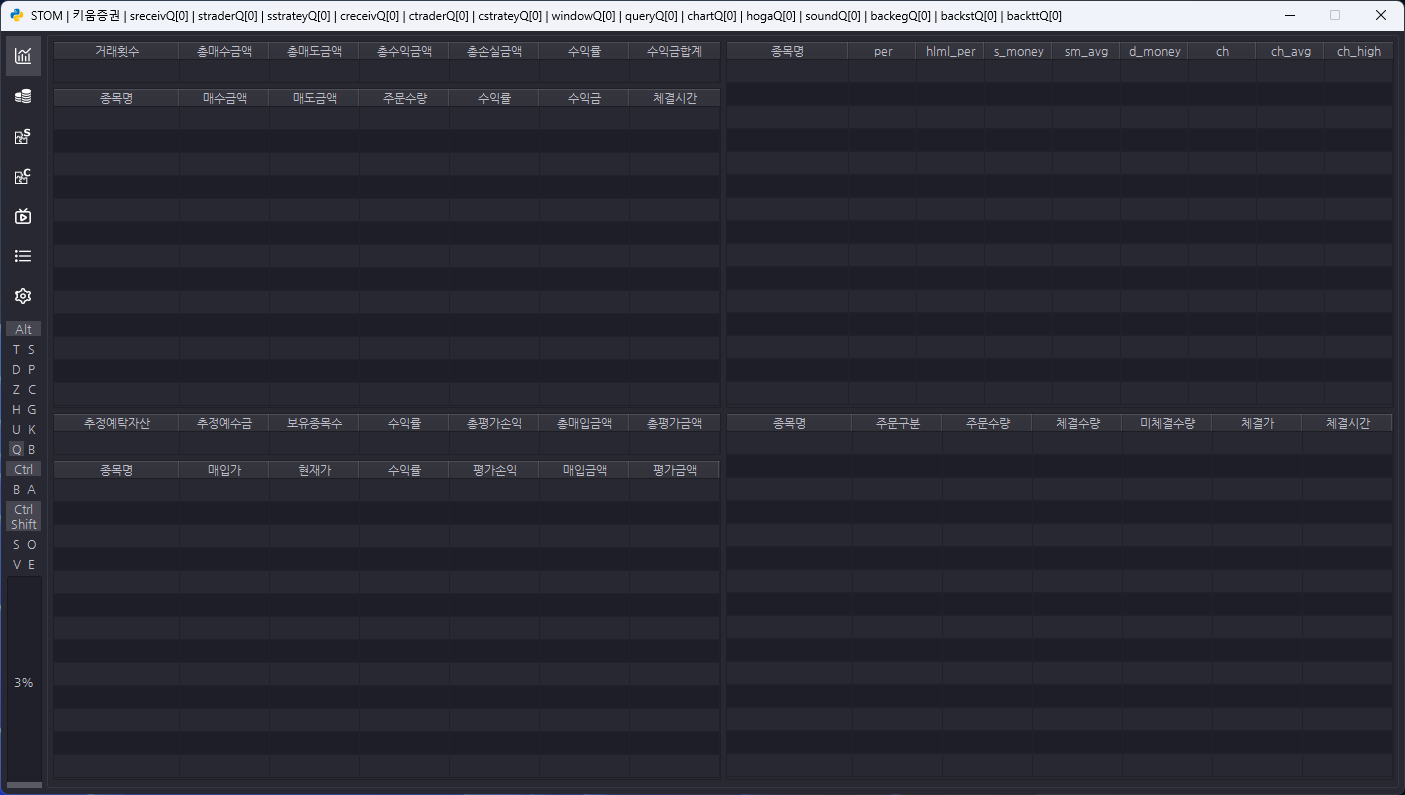 STOM | 키움증권 | sreceivQ[0] | straderQ[0] | sstrateyQ[0] | creceivQ[0] | ctraderQ[0] | cstrateyQ[0] | windowQ[0] | queryQ[0] | chartQ[0] | hogaQ[0] | soundQ[0] | backegQ[0] | backstQ[0] | backttQ[0]
거래횟수 총매수금액 총매도금액 총수익금액 총손실금액 수익률 수익금합계
종목명 매수금액 매도금액 주문수량 수익률 수익금 체결시간
종목명 per hlml_per s_money sm_avg d_money ch ch_avg ch_high
추정예탁자산 추정예수금 보유종목수 수익률 총평가손익 총매입금액 총평가금액
종목명 매입가 현재가 수익률 평가손익 매입금액 평가금액
종목명 주문구분 주문수량 체결수량 미체결수량 체결가 체결시간
S
C
Alt
T S
D P
Z C
H G
U K
Q B
Ctrl
B A
Ctrl
Shift
S O
V E
3%